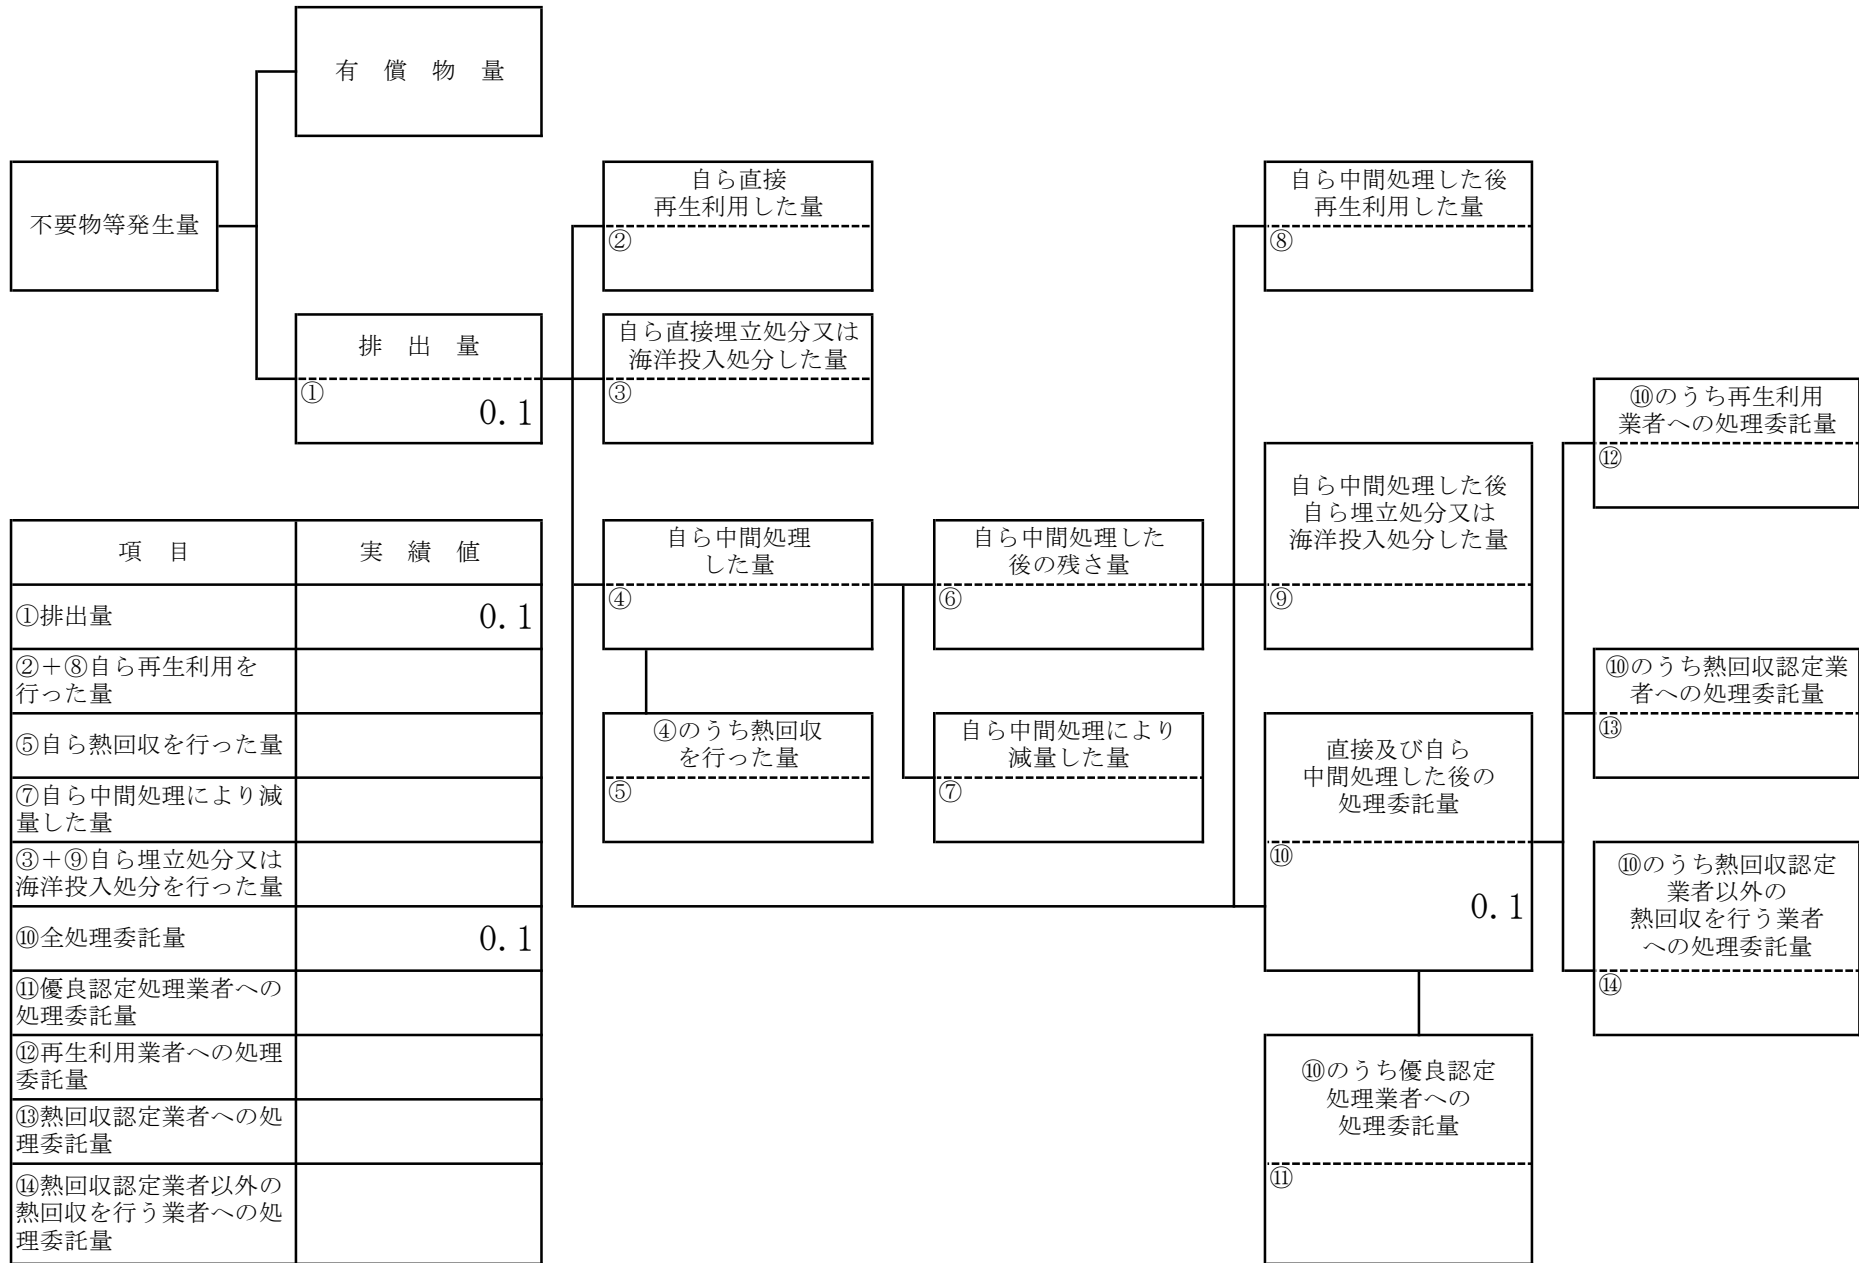 有 償 物 量
不要物等発生量
排 出 量
①
0.1
自ら直接
再生利用した量
②
自ら直接埋立処分又は
海洋投入処分した量
③
自ら中間処理
した量
④
④のうち熱回収
を行った量
⑤
自ら中間処理した
後の残さ量
⑥
自ら中間処理により
減量した量
⑦
自ら中間処理した後
再生利用した量
⑧
自ら中間処理した後
自ら埋立処分又は
海洋投入処分した量
⑨
直接及び自ら
中間処理した後の
処理委託量
⑩
0.1
⑩のうち優良認定
処理業者への
処理委託量
⑪
⑩のうち再生利用
業者への処理委託量
⑫
⑩のうち熱回収認定業
者への処理委託量
⑬
⑩のうち熱回収認定
業者以外の
熱回収を行う業者
への処理委託量
⑭
項 目 実 績 値
①排出量 0.1
②+⑧自ら再生利用を
行った量
⑤自ら熱回収を行った量
⑦自ら中間処理により減
量した量
③+⑨自ら埋立処分又は
海洋投入処分を行った量
⑩全処理委託量 0.1
⑪優良認定処理業者への
処理委託量
⑫再生利用業者への処理
委託量
⑬熱回収認定業者への処
理委託量
⑭熱回収認定業者以外の
熱回収を行う業者への処
理委託量